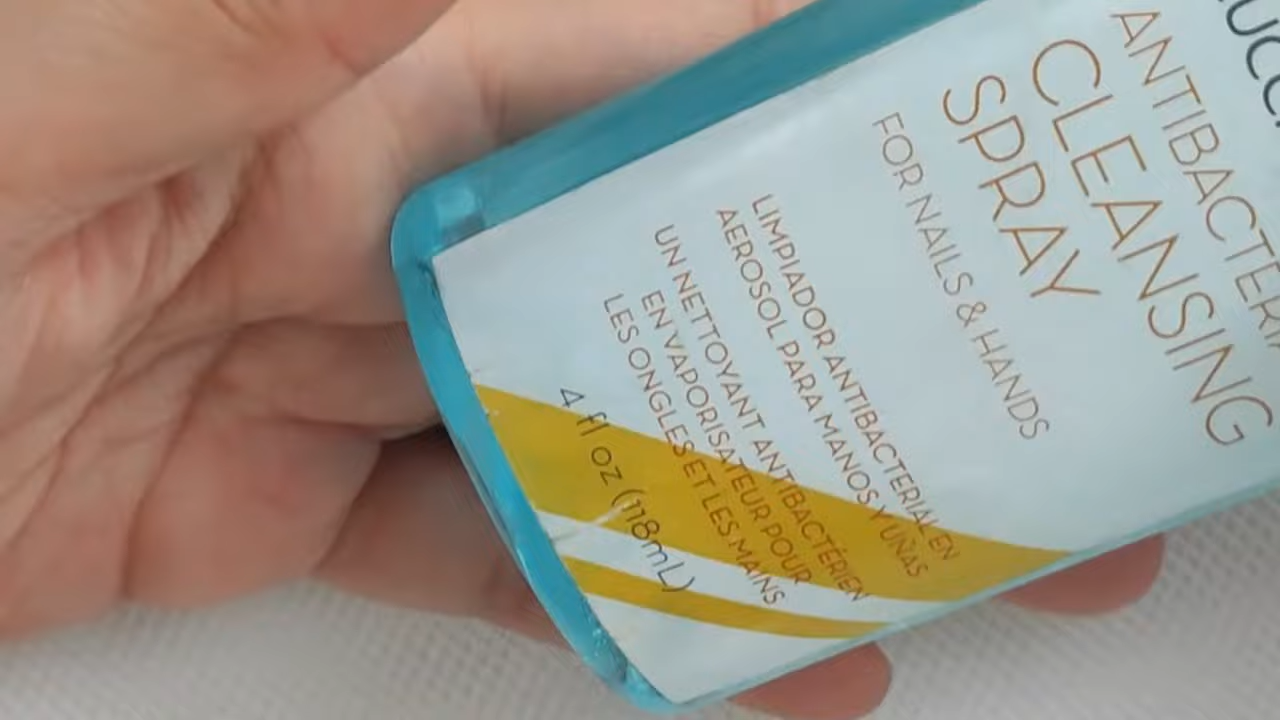 CLEANSING
SPRAY
FOR NAILS & HANDS
LIMPIADOR ANTIBACTERIAL EN
AEROSOL PARA MANOS Y UÑAS
UN NETTOYANT ANTIBACTÉRIEN
EN VAPORISATEUR POUR
LES ONGLES ET LES MAINS
4 fl oz (118mL)